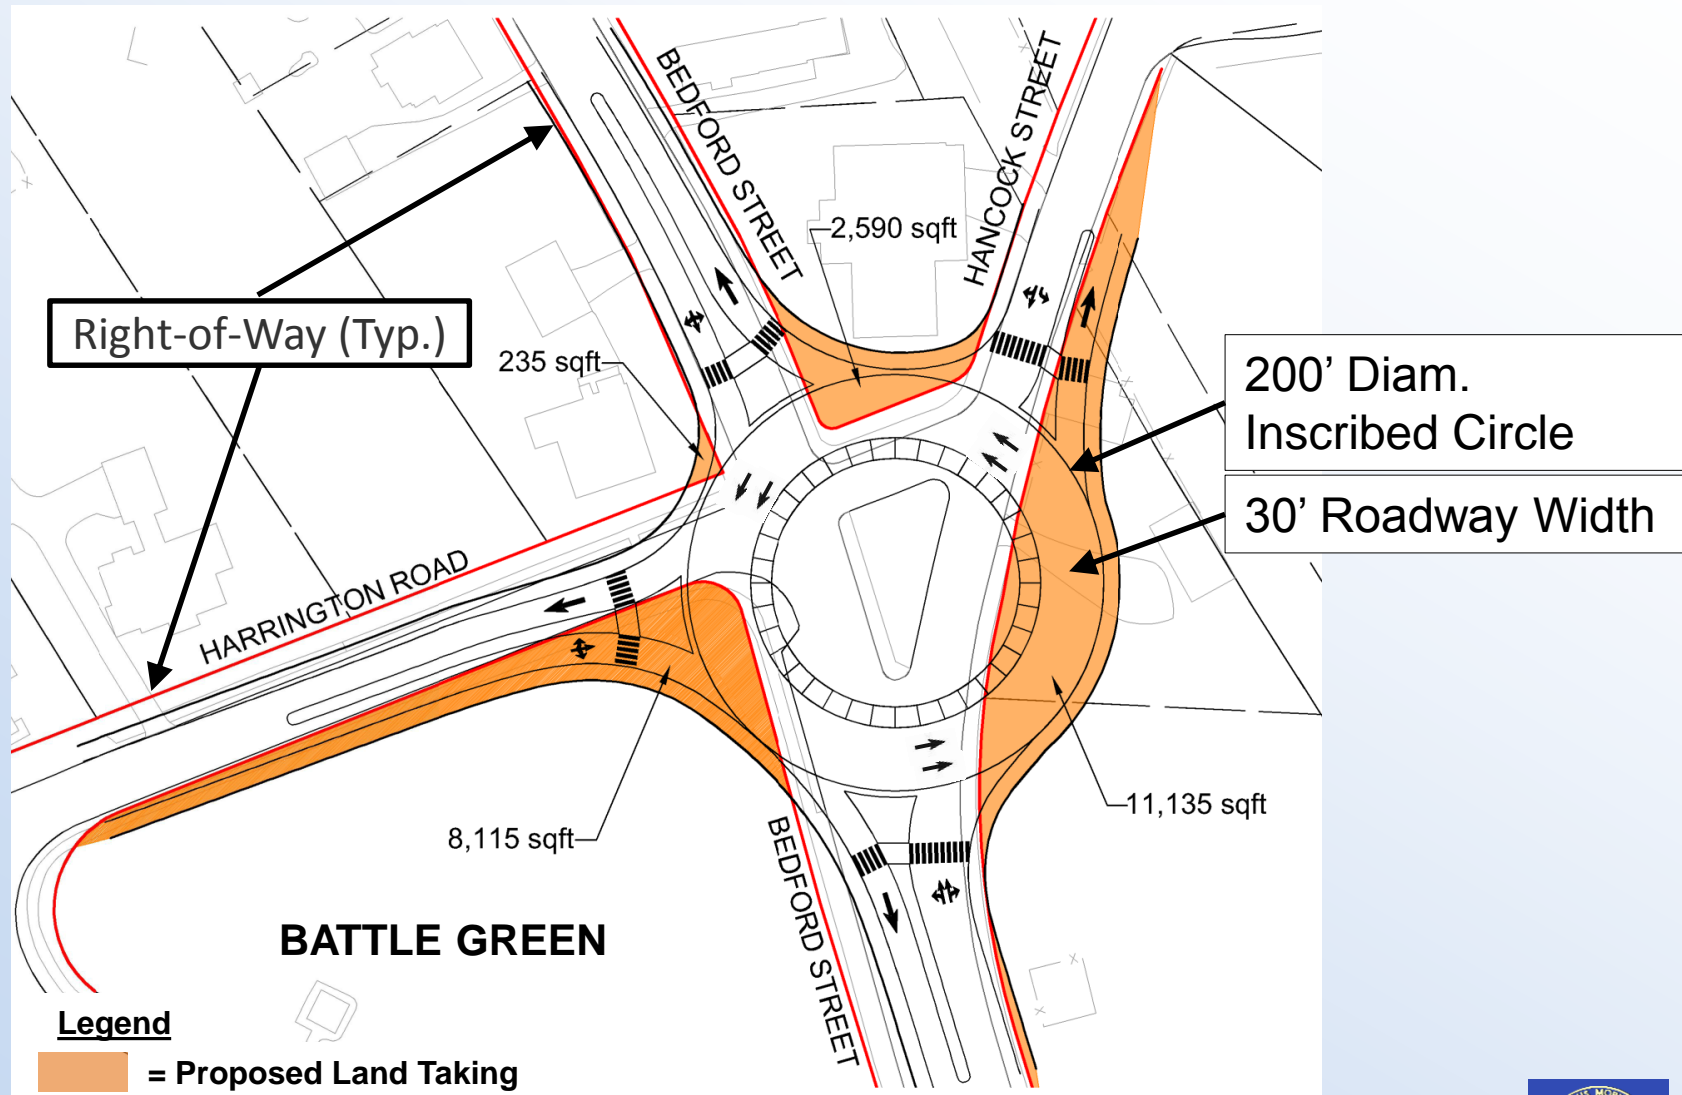 BEDFORD STREET
HANCOCK STREET
2,590 sqft
Right-of-Way (Typ.)
235 sqft
200’ Diam.
Inscribed Circle
30’ Roadway Width
HARRINGTON ROAD
11,135 sqft
8,115 sqft
BEDFORD STREET
BATTLE GREEN
Legend
= Proposed Land Taking